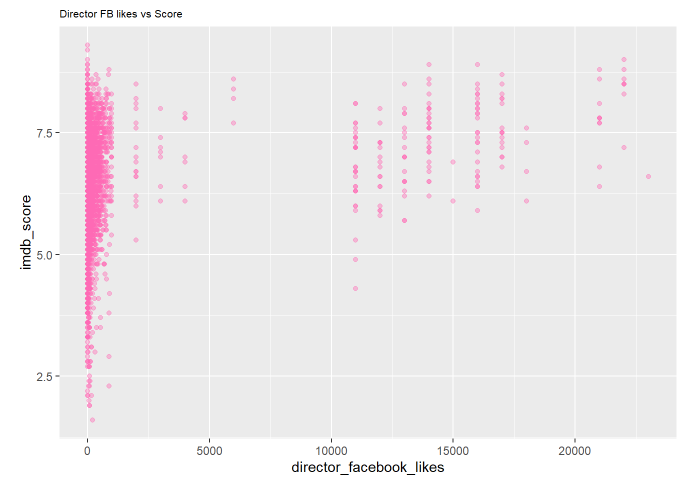 Director FB likes vs Score
imdb_score
7.5
5.0
2.5
0
5000
10000
15000
20000
director_facebook_likes